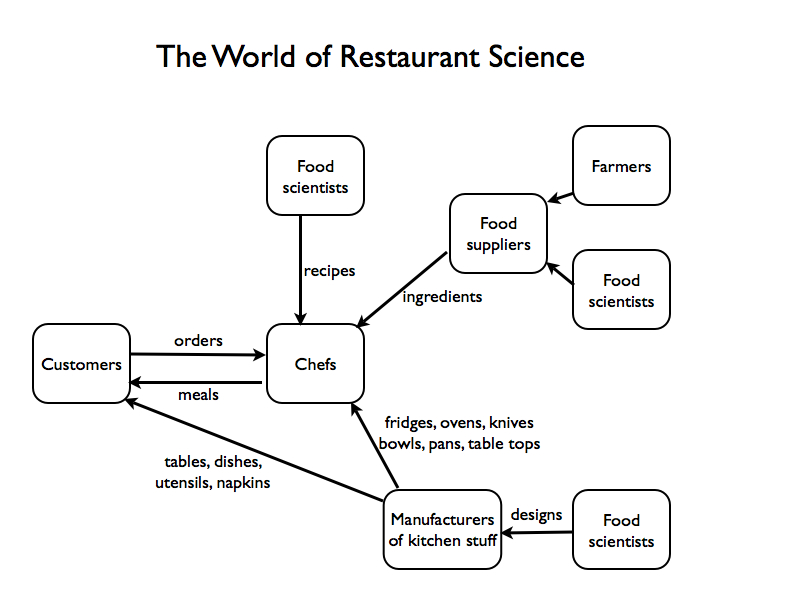 The World of Restaurant Science
Food
scientists
Farmers
Food
suppliers
Food
scientists
recipes
ingredients
Customers
orders
meals
Chefs
fridges, ovens, knives
bowls, pans, table tops
tables, dishes,
utensils, napkins
Manufacturers
of kitchen stuff
designs
Food
scientists